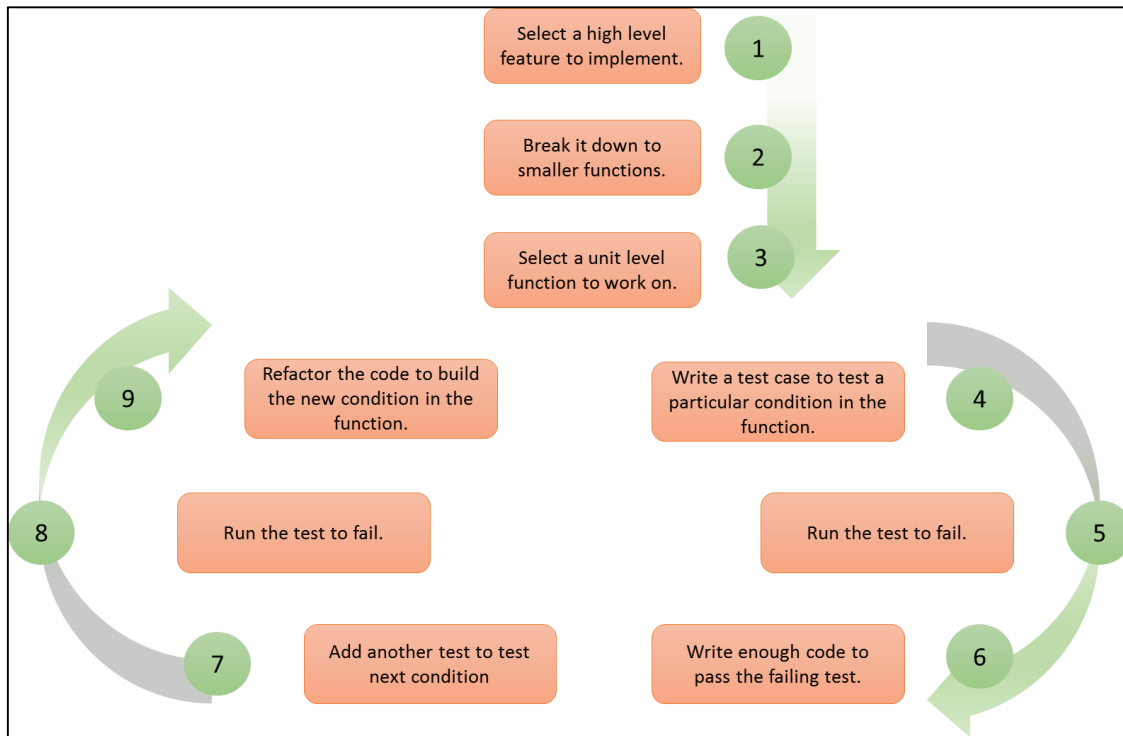 Select a high level
feature to implement.
1
Break it down to
smaller functions.
2
Select a unit level
function to work on.
3
Write a test case to test a
particular condition in the
function.
4
Run the test to fail.
5
Write enough code to
pass the failing test.
6
Add another test to test
next condition
7
Run the test to fail.
8
Refactor the code to build
the new condition in the
function.
9